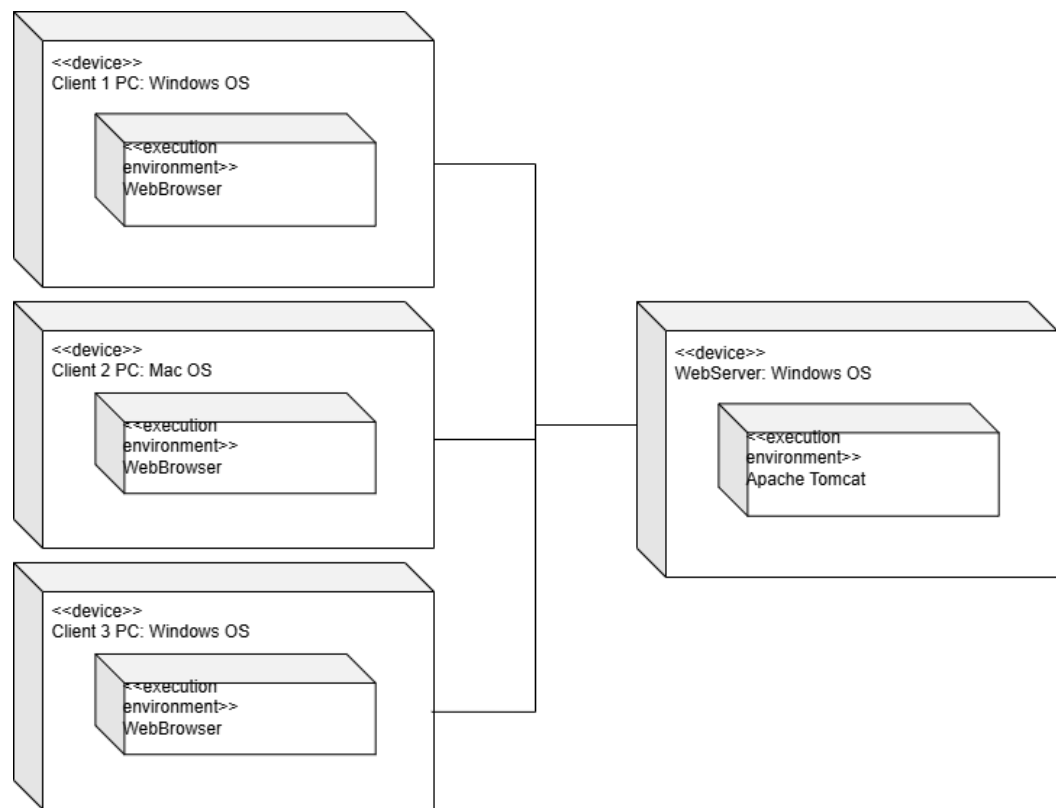 <<device>>
Client 1 PC: Windows OS
<<execution
environment>>
WebBrowser
<<device>>
Client 2 PC: Mac OS
<<execution
environment>>
WebBrowser
<<device>>
Client 3 PC: Windows OS
<<execution
environment>>
WebBrowser
<<device>>
WebServer: Windows OS
<<execution
environment>>
Apache Tomcat